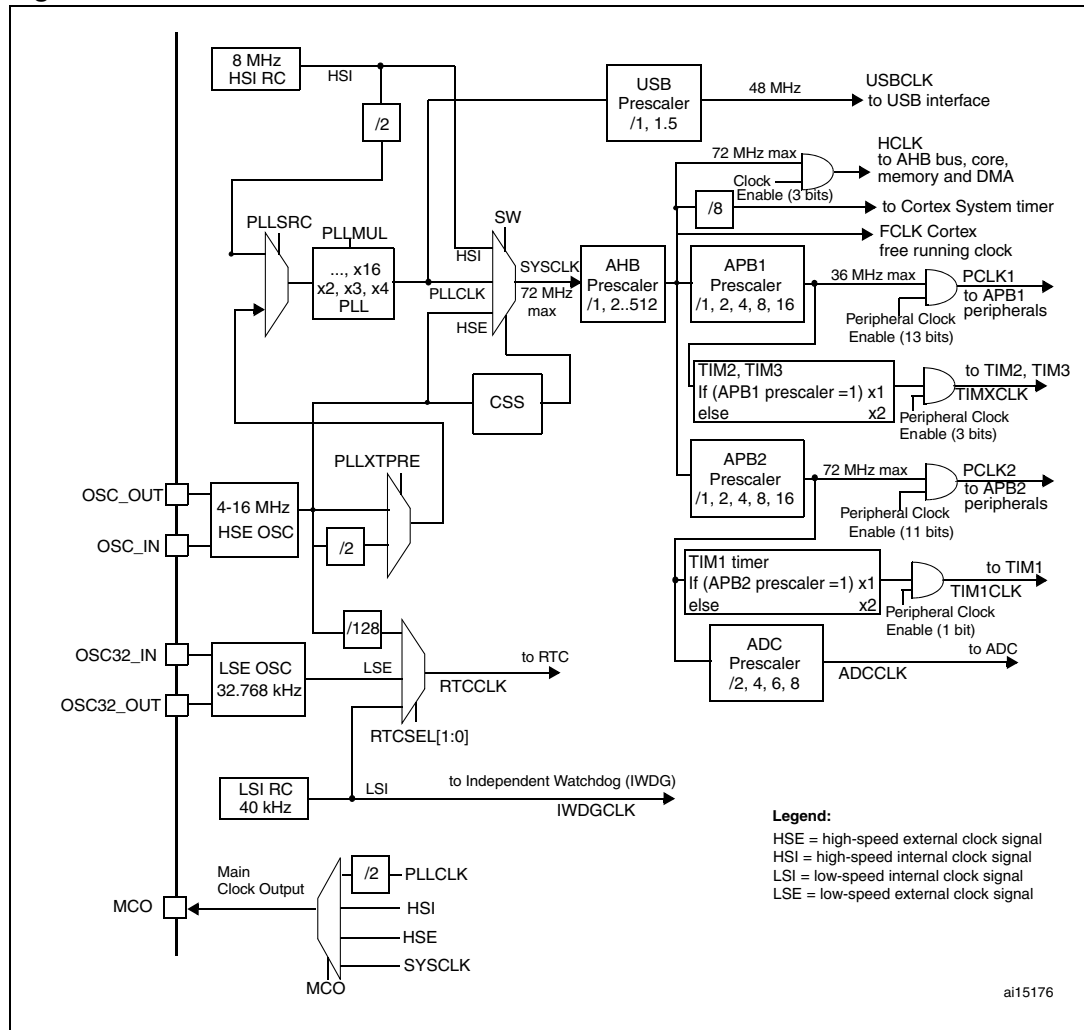 8 MHz
HSI RC
HSI
/2
USB
Prescaler
/1, 1.5
48 MHz
USBCLK
to USB interface
72 MHz max
Clock
Enable (3 bits)
HCLK
to AHB bus, core,
memory and DMA
/8
to Cortex System timer
FCLK Cortex
free running clock
PLLSRC
PLLMUL
..., x16
x2, x3, x4
PLL
SW
HSI
PLLCLK
HSE
SYSCLK
72 MHz
max
AHB
Prescaler
/1, 2..512
APB1
Prescaler
/1, 2, 4, 8, 16
36 MHz max
PCLK1
to APB1
peripherals
Peripheral Clock
Enable (13 bits)
TIM2, TIM3
If (APB1 prescaler =1) x1
else x2
to TIM2, TIM3
TIMXCLK
Peripheral Clock
Enable (3 bits)
CSS
PLLXTPRE
OSC_OUT
OSC_IN
4-16 MHz
HSE OSC
/2
APB2
Prescaler
/1, 2, 4, 8, 16
72 MHz max
PCLK2
to APB2
peripherals
Peripheral Clock
Enable (11 bits)
TIM1 timer
If (APB2 prescaler =1) x1
else x2
to TIM1
TIM1CLK
Peripheral Clock
Enable (1 bit)
/128
OSC32_IN
OSC32_OUT
LSE OSC
32.768 kHz
LSE
to RTC
RTCCLK
RTCSEL[1:0]
ADC
Prescaler
/2, 4, 6, 8
to ADC
ADCCLK
LSI RC
40 kHz
LSI
to Independent Watchdog (IWDG)
IWDGCLK
Legend:
HSE = high-speed external clock signal
HSI = high-speed internal clock signal
LSI = low-speed internal clock signal
LSE = low-speed external clock signal
Main
Clock Output
MCO
/2
PLLCLK
HSI
HSE
SYSCLK
MCO
ai15176